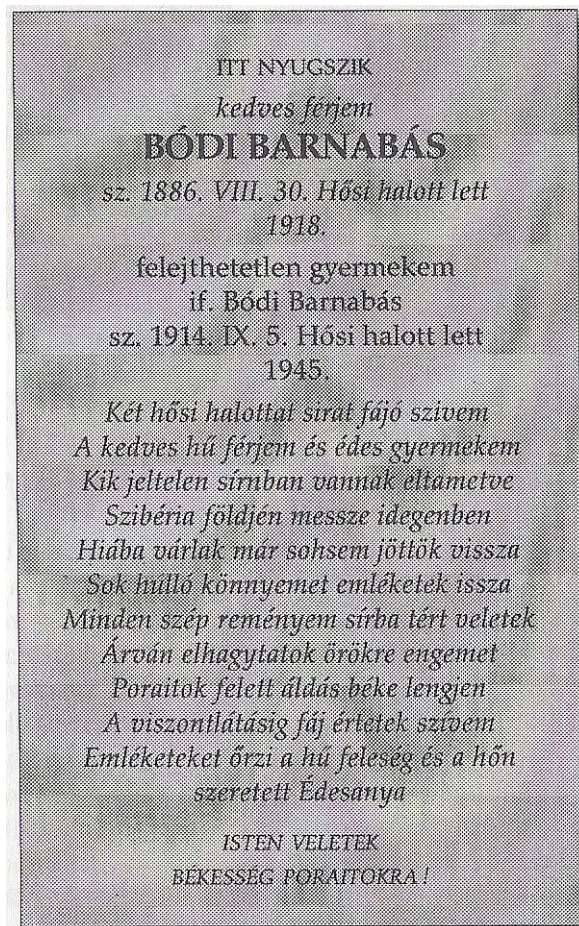 ITT NYUGSZIK
kedves férjem
BÓDI BARNABÁS
sz. 1886. VIII. 30. Hősi halott lett
1918.
felejthetetlen gyermekem
if. Bódi Barnabás
sz. 1914. IX. 5. Hősi halott lett
1945.
Két hősi halottat sirat fájó szivem
A kedves hű férjem és édes gyermekem
Kik jeltelen sírnban vannak eltametve
Szibéria földjén messze idegenben
Hiába várlak már sohsem jöttök vissza
Sok hulló könnyemet emléketek issza
Minden szép reményem sírba tért veletek
Árván elhagytatok örökre engemet
Poraitok felett áldás béke lengjen
A viszontlátásig fáj értetek szívem
Emléketeket őrzi a hű feleség és a hőn
szeretett Édesanya
ISTEN VELETEK
BÉKESSÉG PORAITOKRA!